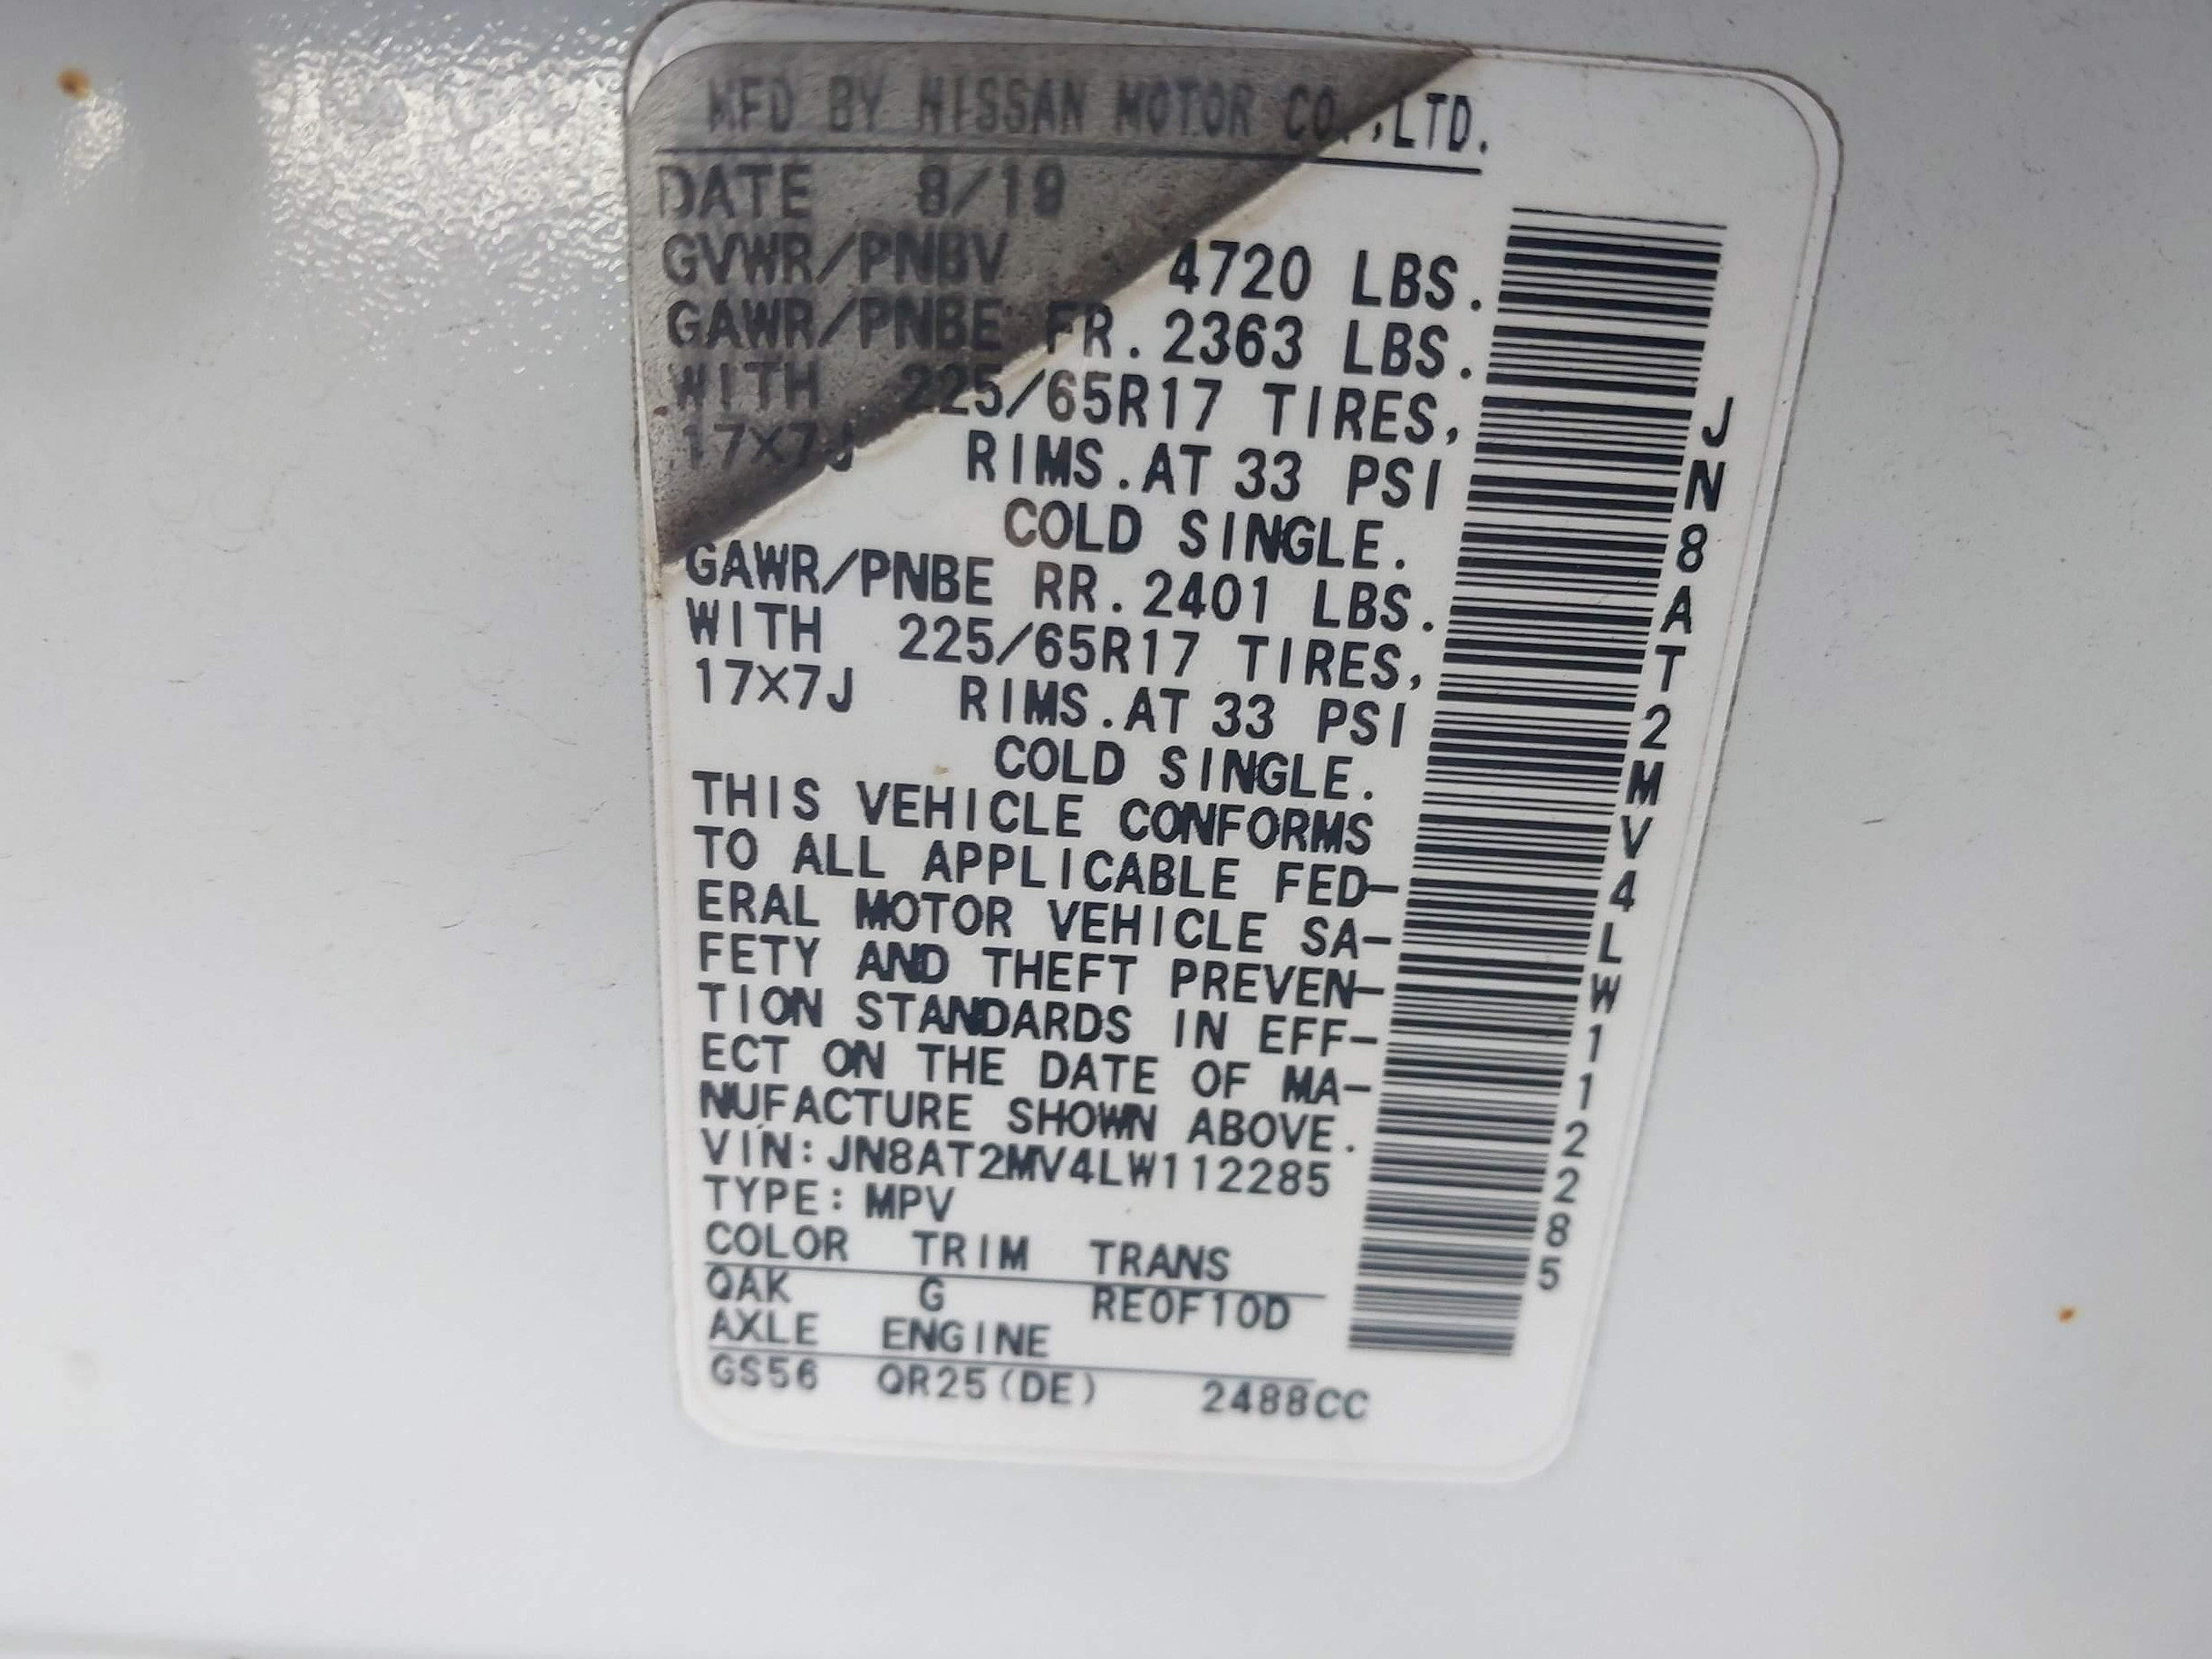 MFD BY NISSAN MOTOR CO.,LTD.
DATE 8/19
GVWR/PNBV 4720 LBS.
GAWR/PNBE FR.2363 LBS.
WITH 225/65R17 TIRES,
17X7J RIMS.AT 33 PSI
COLD SINGLE.
GAWR/PNBE RR.2401 LBS.
WITH 225/65R17 TIRES,
17X7J RIMS.AT 33 PSI
COLD SINGLE.
THIS VEHICLE CONFORMS
TO ALL APPLICABLE FED-
ERAL MOTOR VEHICLE SA-
FETY AND THEFT PREVEN-
TION STANDARDS IN EFF-
ECT ON THE DATE OF MA-
NUFACTURE SHOWN ABOVE.
VIN:JN8AT2MV4LW112285
TYPE:MPV
COLOR TRIM TRANS
QAK G RE0F10D
AXLE ENGINE
GS56 QR25(DE) 2488CC
JN8AT2MV4LW112285